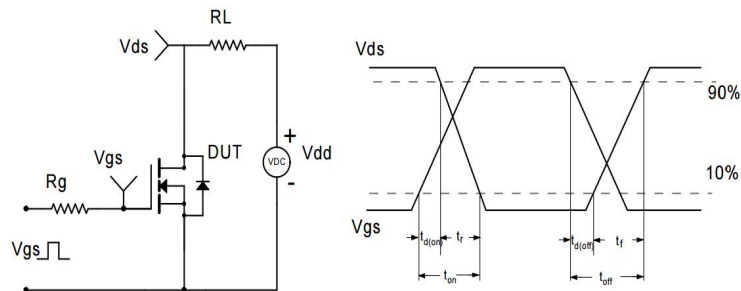 RL
Vds
Vgs
DUT
+
VDC
Vdd
-
Rg
Vgs
Vds
90%
10%
Vgs
td(on)
tr
td(off)
tf
ton
toff